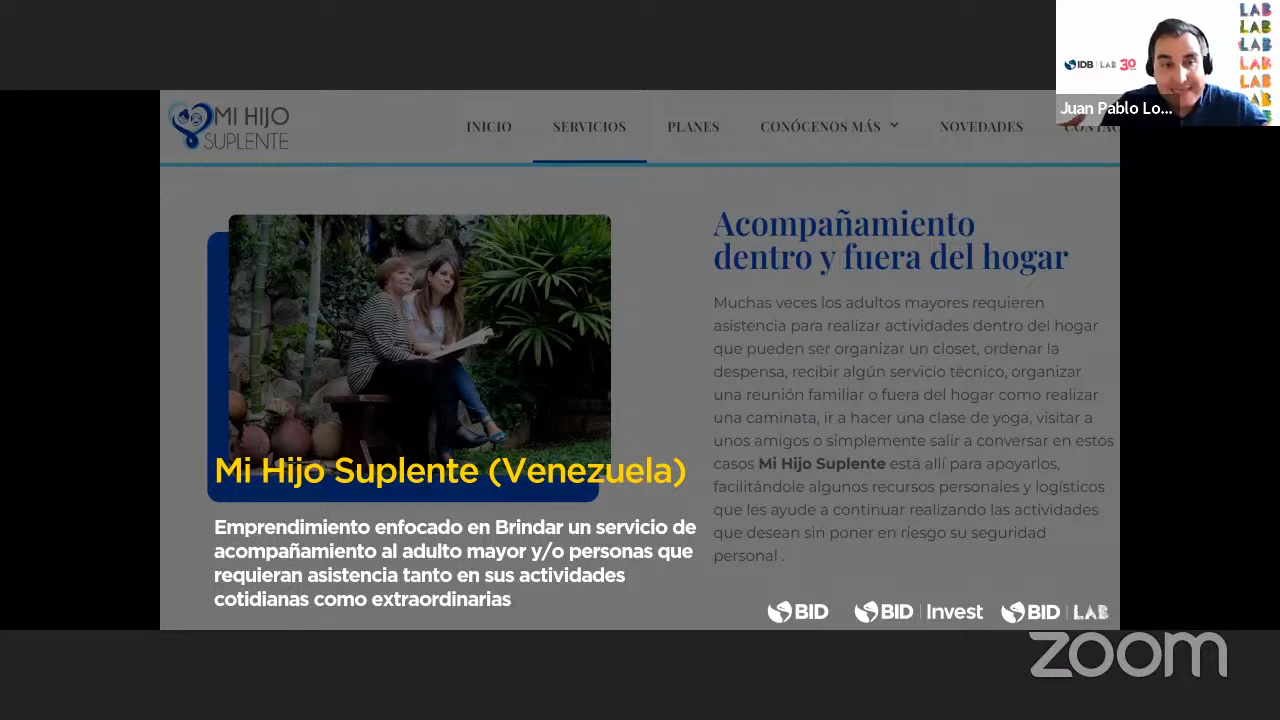 LAB
LAB
LAB
LAB
LAB
IDB | LAB 30
Juan Pablo Lo...
MI HIJO
SUPLENTE
INICIO
SERVICIOS
PLANES
CONÓCENOS MÁS
NOVEDADES
CONTAC
Acompañamiento
dentro y fuera del hogar
Muchas veces los adultos mayores requieren
asistencia para realizar actividades dentro del hogar
que pueden ser organizar un closet, ordenar la
despensa, recibir algún servicio técnico, organizar
una reunión familiar o fuera del hogar como realizar
una caminata, ir a hacer una clase de yoga, visitar a
unos amigos o simplemente salir a conversar en estos
casos Mi Hijo Suplente está allí para apoyarlos,
facilitándole algunos recursos personales y logísticos
que les ayude a continuar realizando las actividades
que desean sin poner en riesgo su seguridad
personal .
Mi Hijo Suplente (Venezuela)
Emprendimiento enfocado en Brindar un servicio de
acompañamiento al adulto mayor y/o personas que
requieran asistencia tanto en sus actividades
cotidianas como extraordinarias
BID
BID | Invest
BID | LAB
zoom